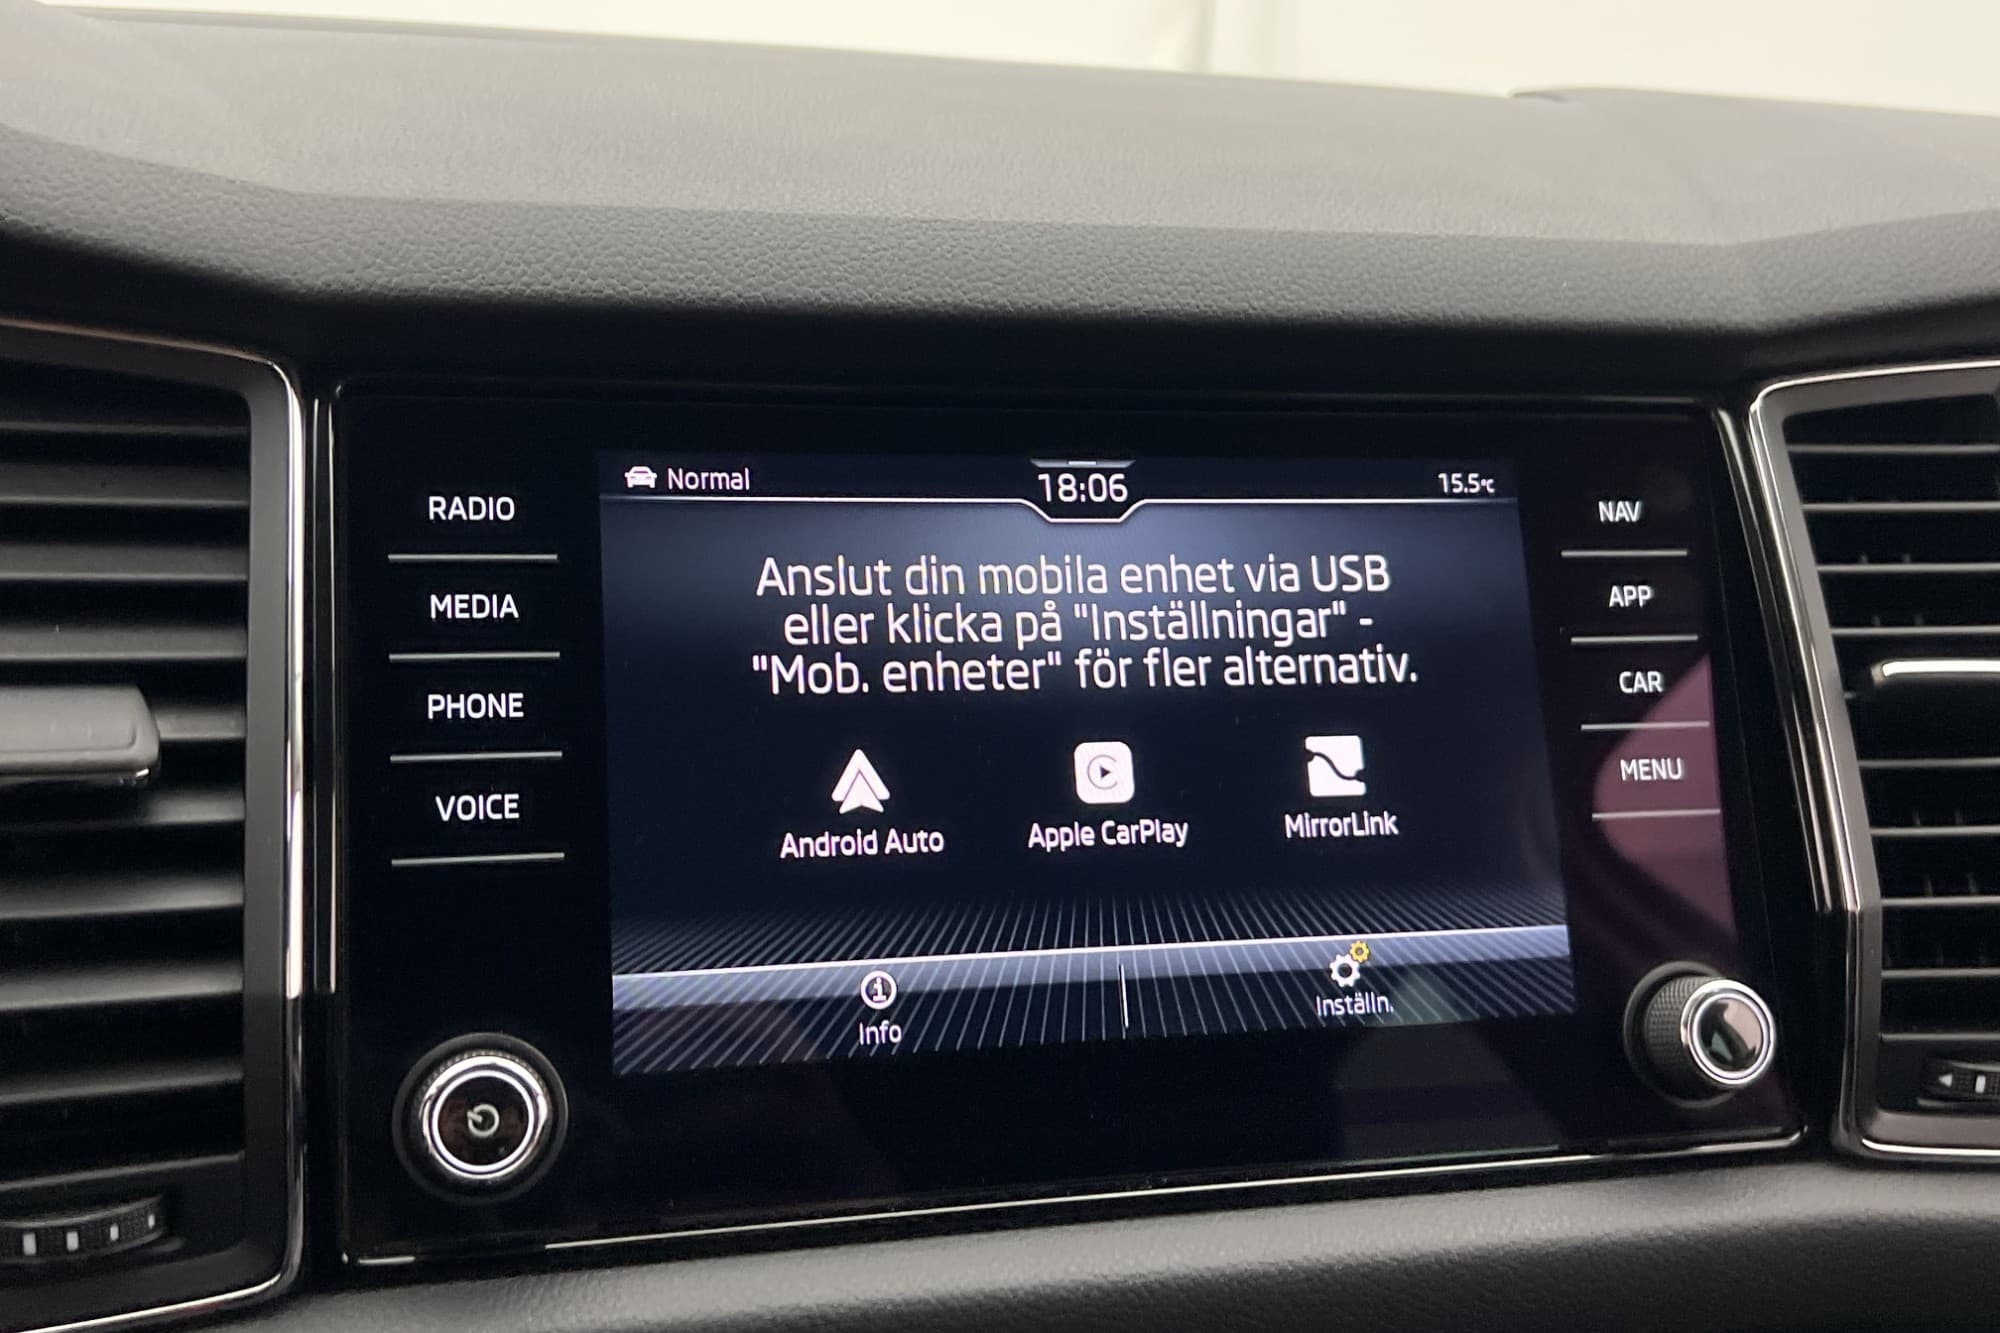 RADIO
MEDIA
PHONE
VOICE
Normal
18:06
15.5°C
Anslut din mobila enhet via USB
eller klicka på "Inställningar" -
"Mob. enheter" för fler alternativ.
Android Auto
Apple CarPlay
MirrorLink
Info
Inställn.
NAV
APP
CAR
MENU